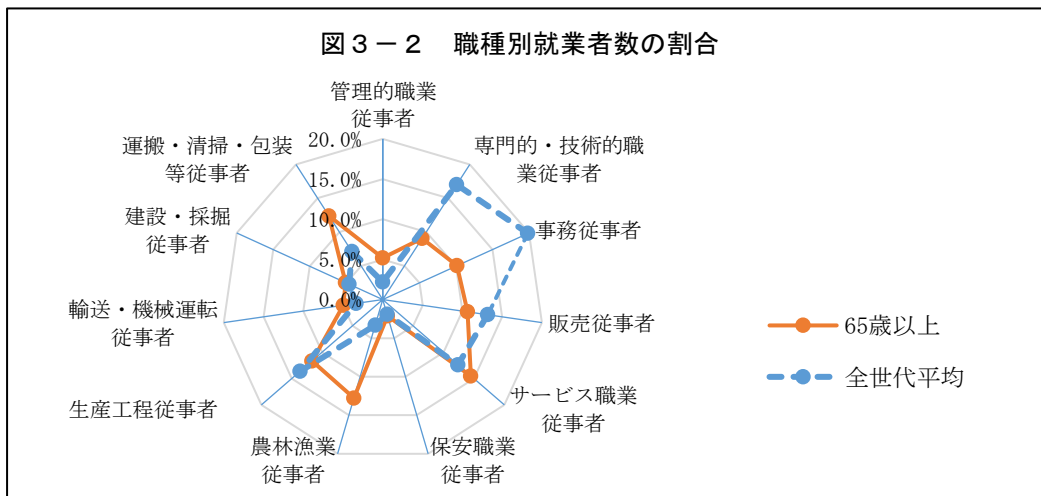 図３－２　職種別就業者数の割合
管理的職業
従事者
専門的・技術的職
業従事者
事務従事者
販売従事者
サービス職業
従事者
保安職業
従事者
農林漁業
従事者
生産工程従事者
輸送・機械運転
従事者
建設・採掘
従事者
運搬・清掃・包装
等従事者
20.0%
15.0%
10.0%
5.0%
0.0%
65歳以上
全世代平均